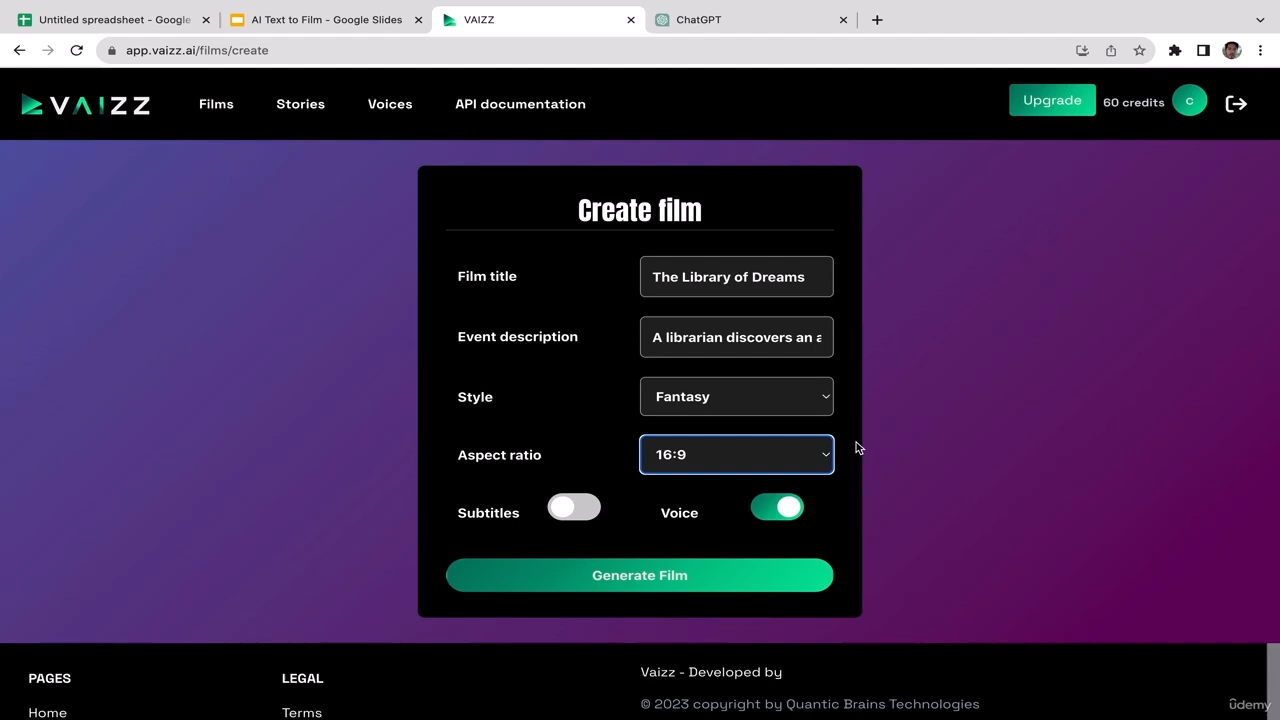 Untitled spreadsheet - Google
AI Text to Film - Google Slides
VAIZZ
ChatGPT
app.vaizz.ai/films/create
VAIZZ
Films
Stories
Voices
API documentation
Upgrade
60 credits
c
Create film
Film title
The Library of Dreams
Event description
A librarian discovers an a
Style
Fantasy
Aspect ratio
16:9
Subtitles
Voice
Generate Film
PAGES
LEGAL
Vaizz - Developed by
Home
Terms
© 2023 copyright by Quantic Brains Technologies
ûdemy